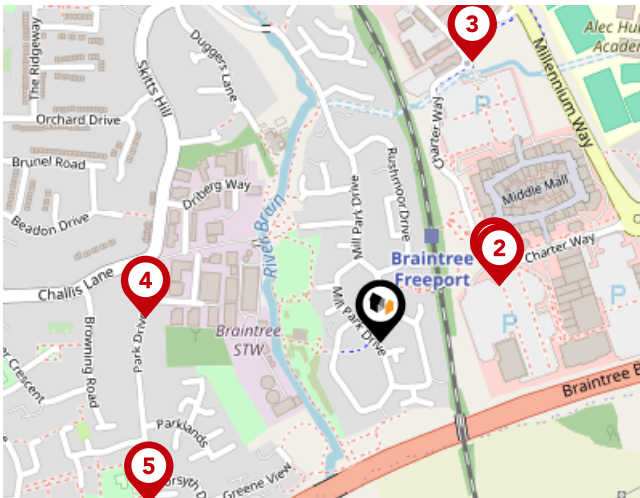 3
Alec Hu
Academ
The Ridgeway
Duggers Lane
Skitts Hill
Millennium Way
P
Orchard Drive
Charter Way
Brunel Road
Rushmoor Drive
Middle Mall
Driberg Way
Mill Park Drive
Beadon Drive
River Brain
2
Charter Way
Braintree
Freeport
Challis Lane
4
Mill Park Drive
P
Braintree
STW
Park Drive
Browning Road
Crescent
Braintree B
Parklands
5
orsyth D
Greene View